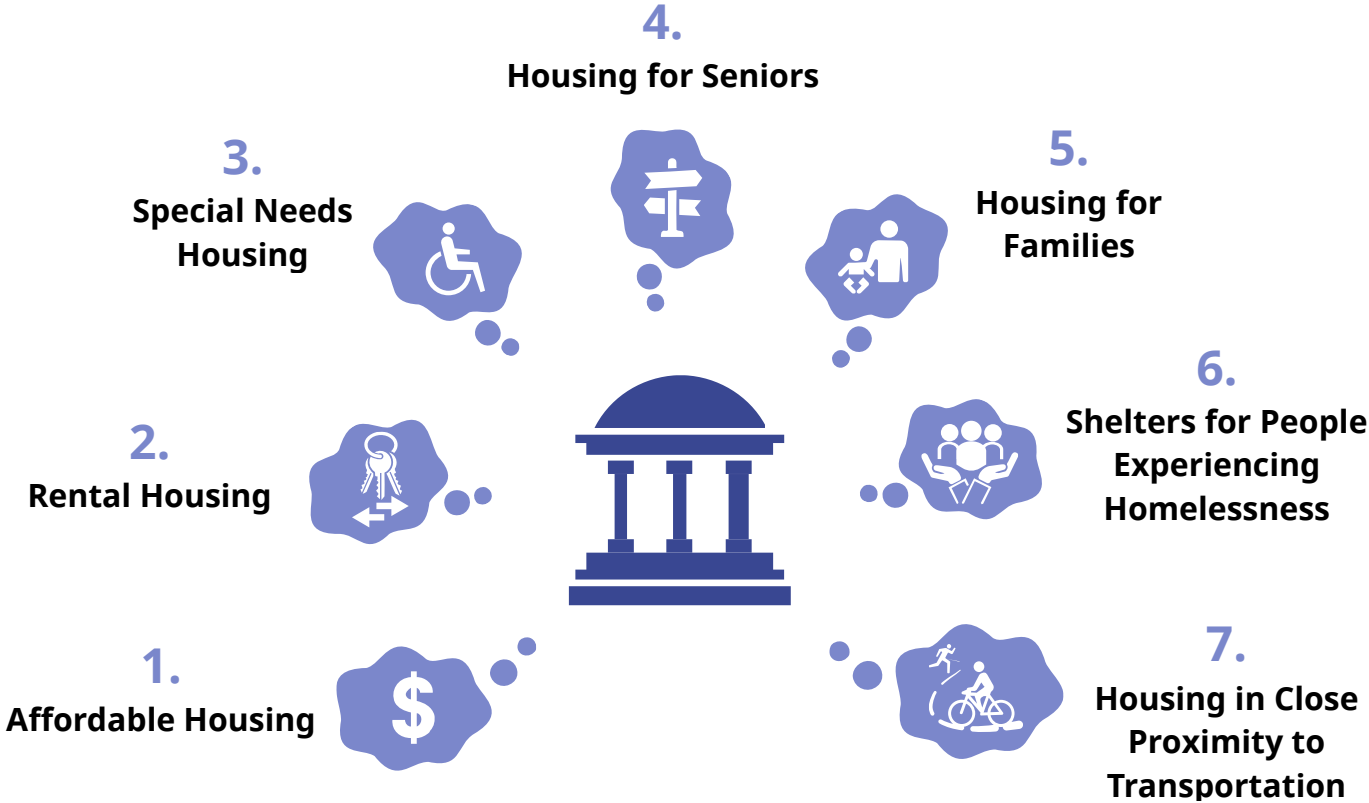 1.
Affordable Housing
2.
Rental Housing
3.
Special Needs
Housing
4.
Housing for Seniors
5.
Housing for
Families
6.
Shelters for People
Experiencing
Homelessness
7.
Housing in Close
Proximity to
Transportation
$